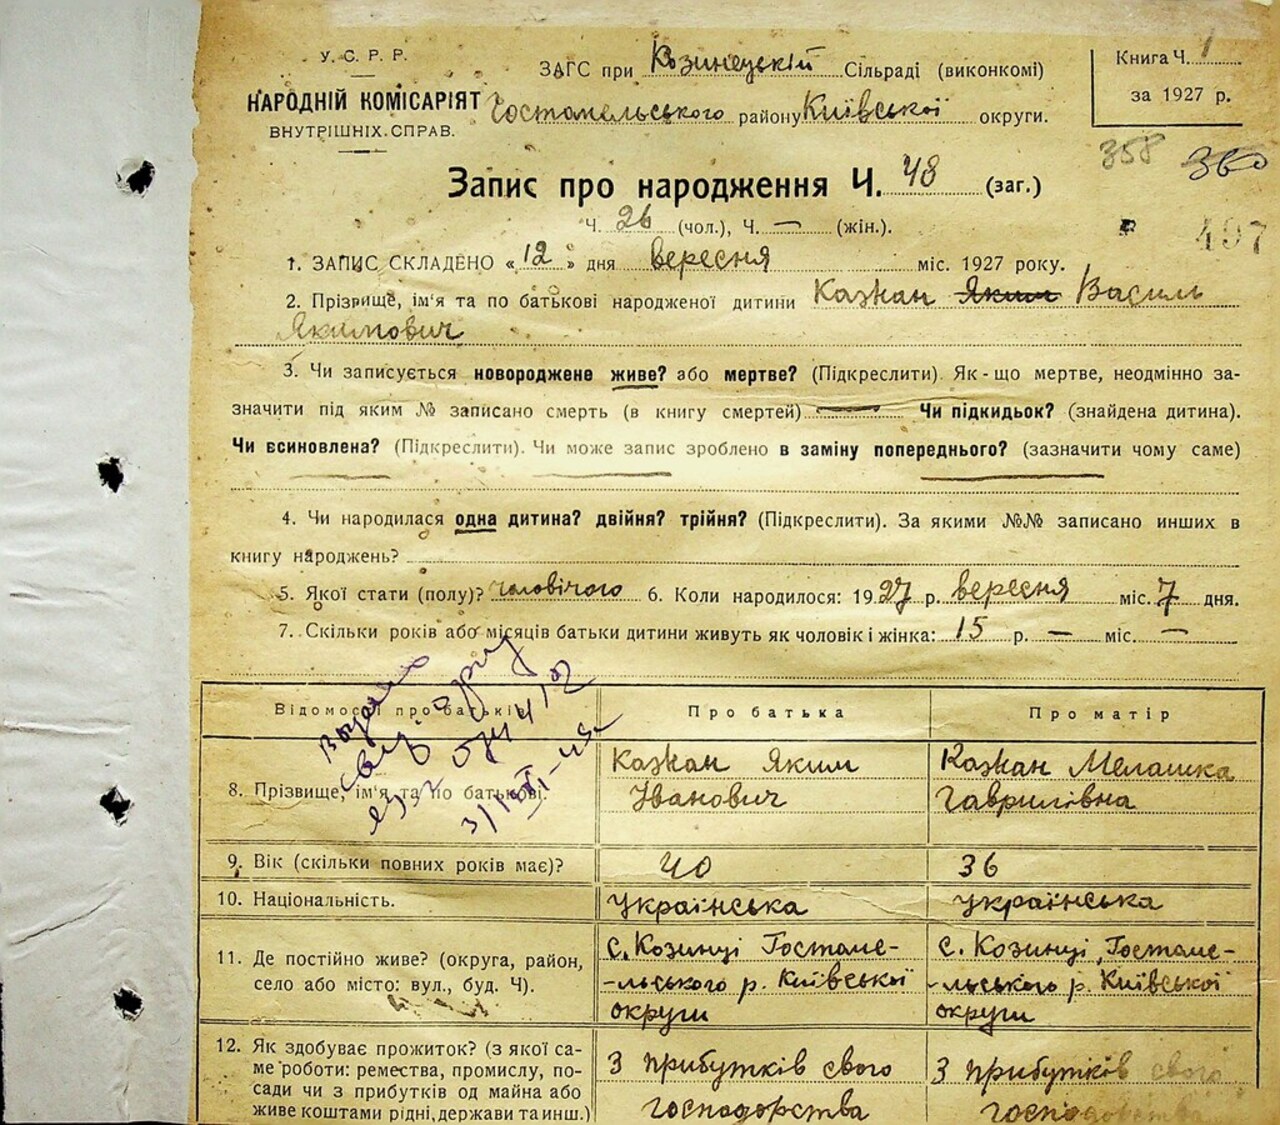 У. С. Р. Р.
НАРОДНІЙ КОМІСАРІЯТ
ВНУТРІШНІХ СПРАВ.
ЗАГС при Козинецькій Сільраді (виконкомі)
Гостомельського району Київської округи.
Книга Ч. 1
за 1927 р.
358 360
Запис про народження Ч. 48 (заг.)
Ч. 26 (чол.), Ч. — (жін.).
497
1. ЗАПИС СКЛАДЕНО « 12 » дня вересня міс. 1927 року.
2. Прізвище, ім'я та по батькові народженої дитини Казнан Яким Василь
Якимович
3. Чи записується новороджене живе? або мертве? (Підкреслити). Як-що мертве, неодмінно за-
значити під яким № записано смерть (в книгу смертей) — Чи підкидьок? (знайдена дитина).
Чи всиновлена? (Підкреслити). Чи може запис зроблено в заміну попереднього? (зазначити чому саме)
4. Чи народилася одна дитина? двійня? трійня? (Підкреслити). За якими №№ записано инших в
книгу народжень?
5. Якої стати (полу)? чоловічого 6. Коли народилося: 1927 р. вересня міс. 7 дня.
7. Скільки років або місяців батьки дитини живуть як чоловік і жінка: 15 р. — міс. —
Відомості про батьків Про батька Про матір
8. Прізвище, ім'я та по батькові. Казнан Яким Казнан Мелашка
Іванович Гаврилівна
9. Вік (скільки повних років має)? 40 36
10. Національність. Українська українська
11. Де постійно живе? (округа, район, с. Козинці Гостоме- с. Козинці, Гостоме-
село або місто: вул., буд. Ч). -льського р. Київської -льського р. Київської
округи округи
12. Як здобуває прожиток? (з якої са- З прибутків свого З прибутків свого
ме роботи: ремества, промислу, по- господорства господорства
сади чи з прибутків од майна або
живе коштами рідні, держави та инш.)